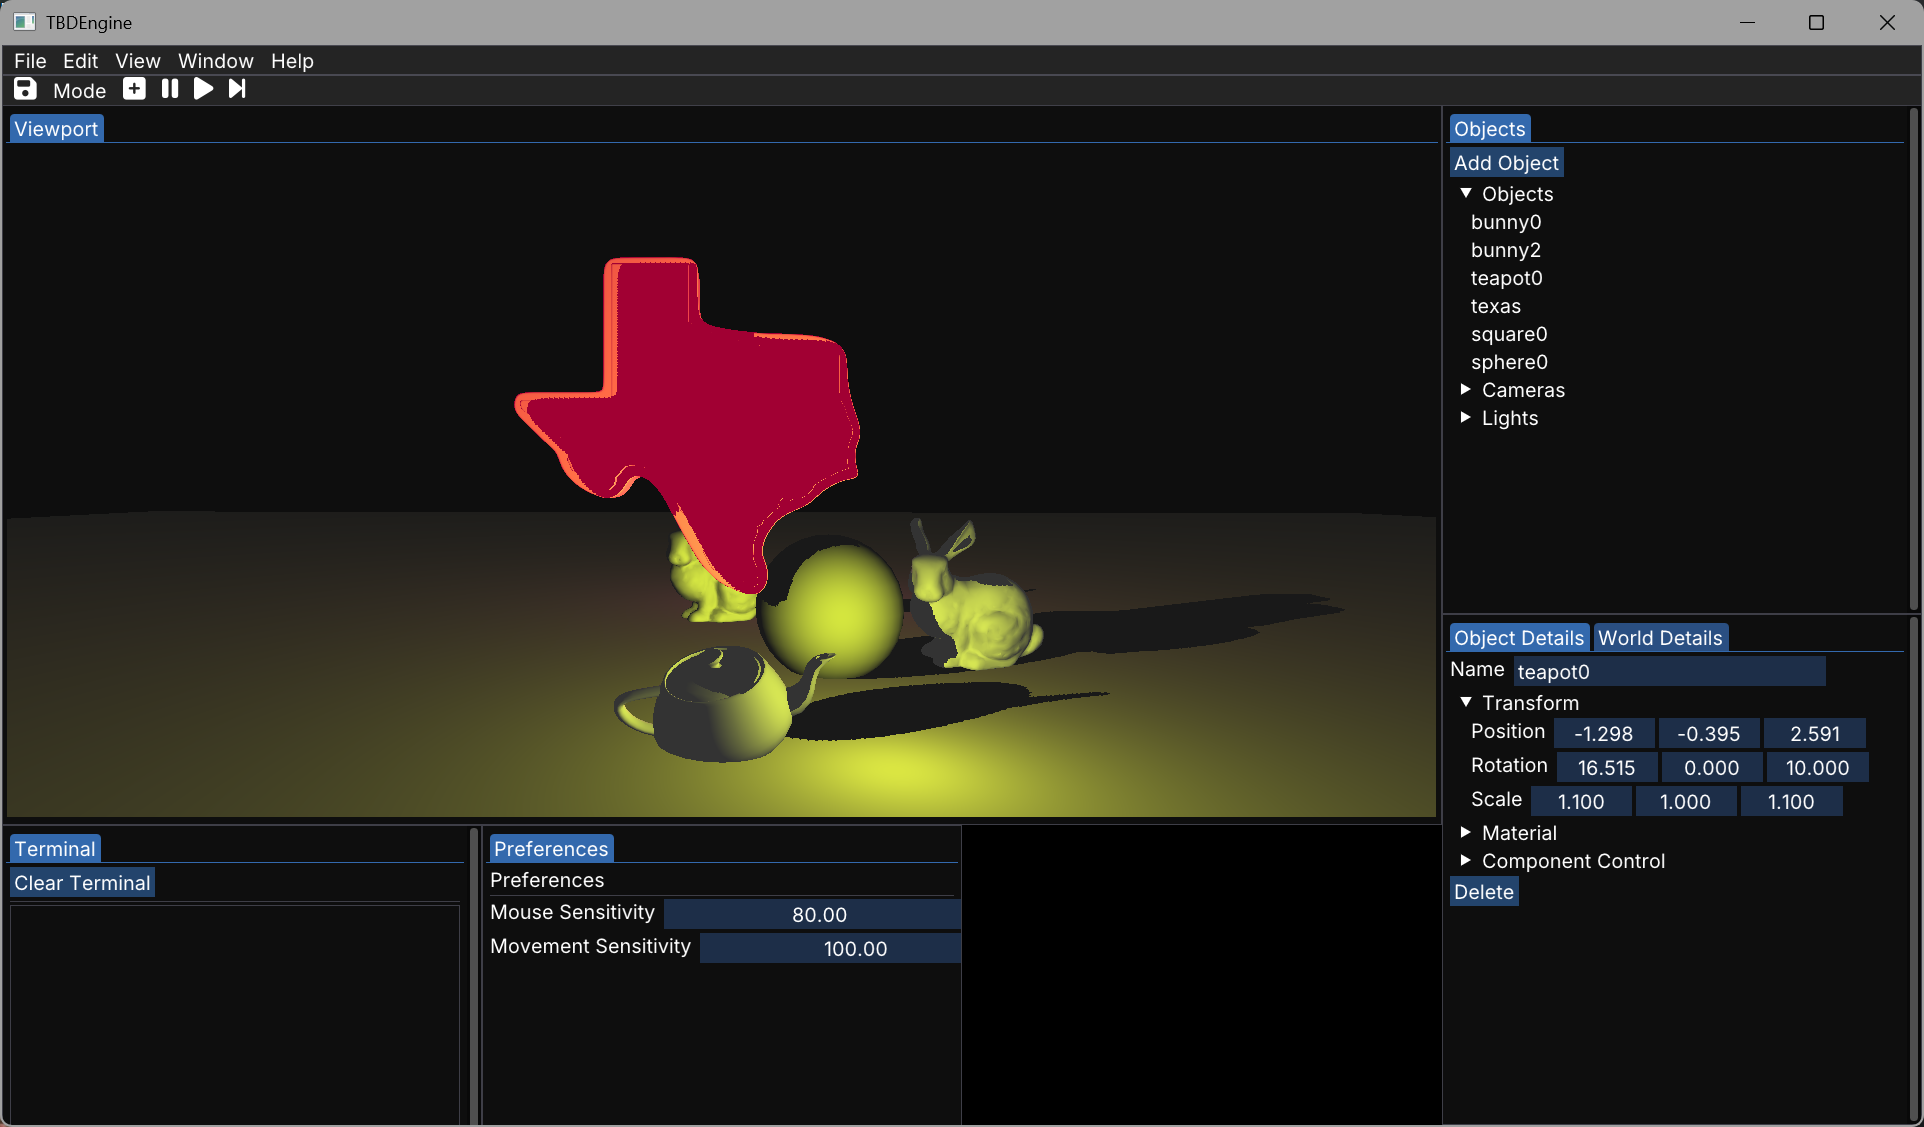 TBDEngine
File Edit View Window Help
Mode
Viewport
Objects
Add Object
Objects
bunny0
bunny2
teapot0
texas
square0
sphere0
Cameras
Lights
Object Details World Details
Name teapot0
Transform
Position -1.298 -0.395 2.591
Rotation 16.515 0.000 10.000
Scale 1.100 1.000 1.100
Material
Component Control
Delete
Terminal
Clear Terminal
Preferences
Preferences
Mouse Sensitivity 80.00
Movement Sensitivity 100.00